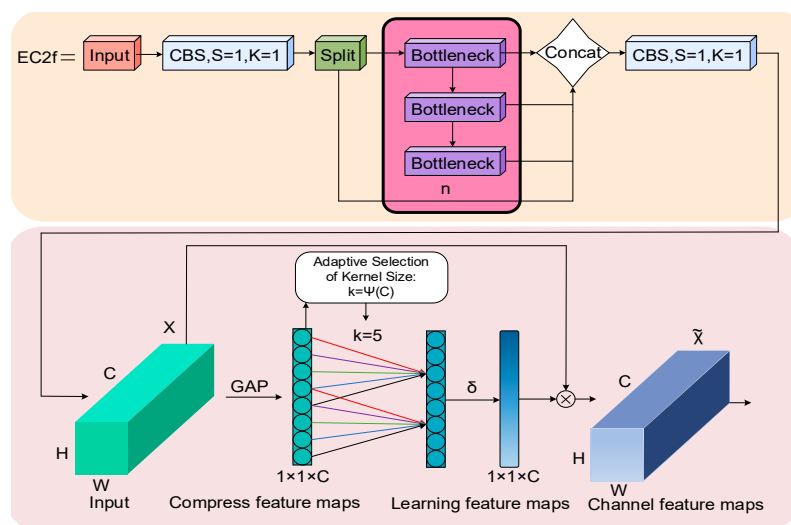 EC2f=
Input
CBS,S=1,K=1
Split
Bottleneck
Concat
CBS,S=1,K=1
Bottleneck
Bottleneck
n
Adaptive Selection
of Kernel Size:
k=Ψ(C)
X
k=5
X̃
C
C
GAP
δ
H
H
W
W
1×1×C
1×1×C
Input
Compress feature maps
Learning feature maps
Channel feature maps